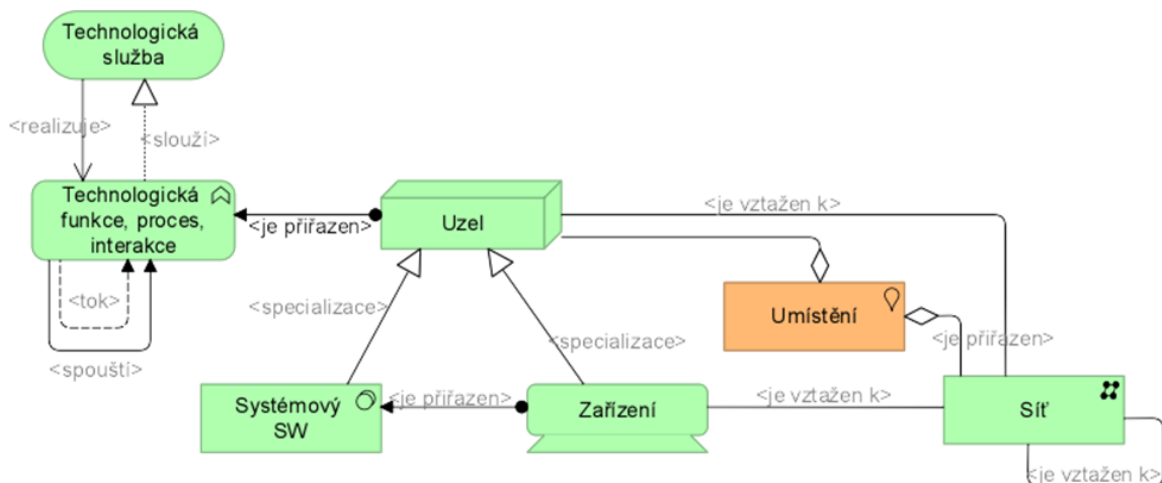 Technologická
služba
<realizuje>
<slouží>
Technologická
funkce, proces,
interakce
<je přiřazen>
Uzel
<je vztažen k>
<tok>
<spouští>
<specializace>
<specializace>
Umístění
<je přiřazen>
Systémový
SW
<je přiřazen>
Zařízení
<je vztažen k>
Síť
<je vztažen k>